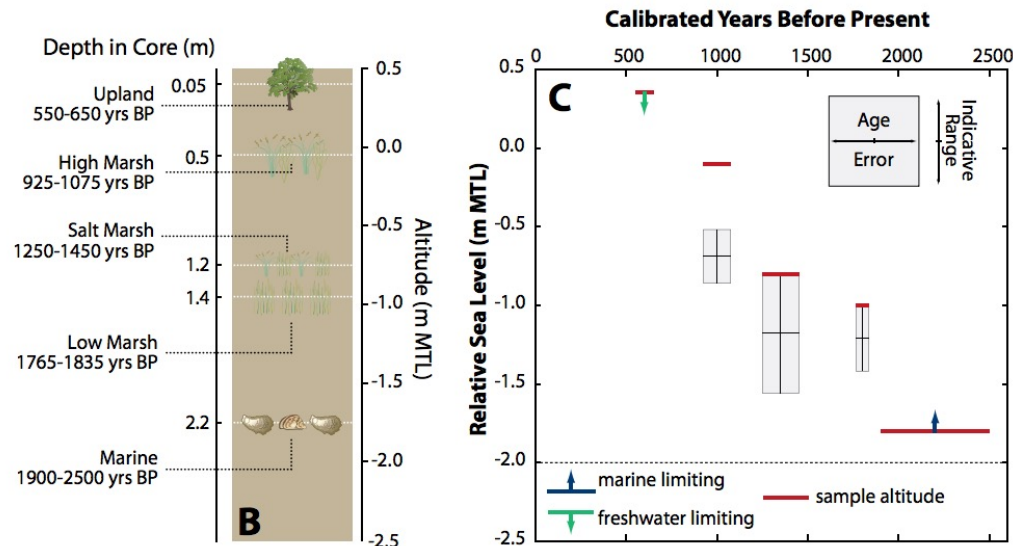 Depth in Core (m)
0.05
Upland
550-650 yrs BP
0.5
High Marsh
925-1075 yrs BP
Salt Marsh
1250-1450 yrs BP
1.2
1.4
Low Marsh
1765-1835 yrs BP
2.2
Marine
1900-2500 yrs BP
B
0.5
0.0
-0.5
-1.0
-1.5
-2.0
-2.5
Altitude (m MTL)
Calibrated Years Before Present
0
500
1000
1500
2000
2500
C
0.5
0.0
-0.5
-1.0
-1.5
-2.0
-2.5
Relative Sea Level (m MTL)
Age
Error
Indicative
Range
marine limiting
freshwater limiting
sample altitude